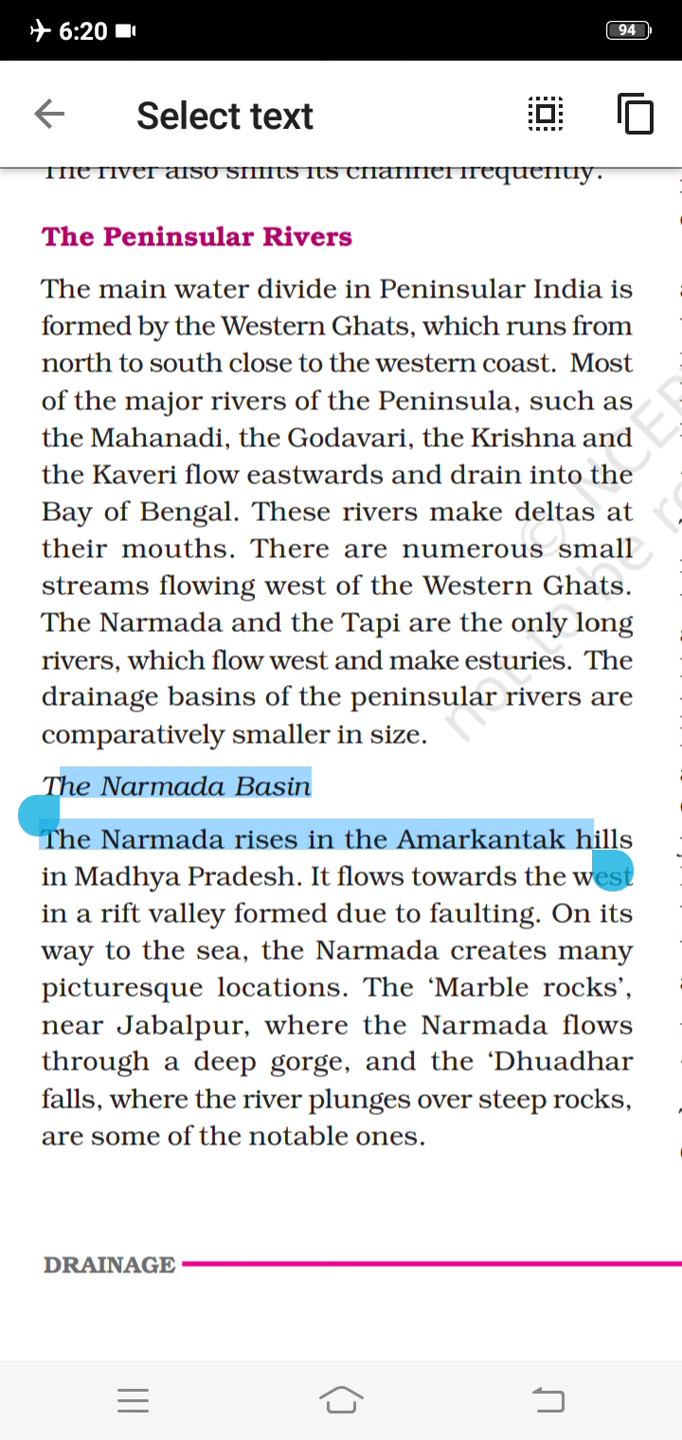 6:20
94
Select text
The river also shifts its channel frequently.
The Peninsular Rivers
The main water divide in Peninsular India is
formed by the Western Ghats, which runs from
north to south close to the western coast. Most
of the major rivers of the Peninsula, such as
the Mahanadi, the Godavari, the Krishna and
the Kaveri flow eastwards and drain into the
Bay of Bengal. These rivers make deltas at
their mouths. There are numerous small
streams flowing west of the Western Ghats.
The Narmada and the Tapi are the only long
rivers, which flow west and make esturies. The
drainage basins of the peninsular rivers are
comparatively smaller in size.
The Narmada Basin
The Narmada rises in the Amarkantak hills
in Madhya Pradesh. It flows towards the west
in a rift valley formed due to faulting. On its
way to the sea, the Narmada creates many
picturesque locations. The ‘Marble rocks’,
near Jabalpur, where the Narmada flows
through a deep gorge, and the ‘Dhuadhar
falls, where the river plunges over steep rocks,
are some of the notable ones.
DRAINAGE
© NCER
not to be re